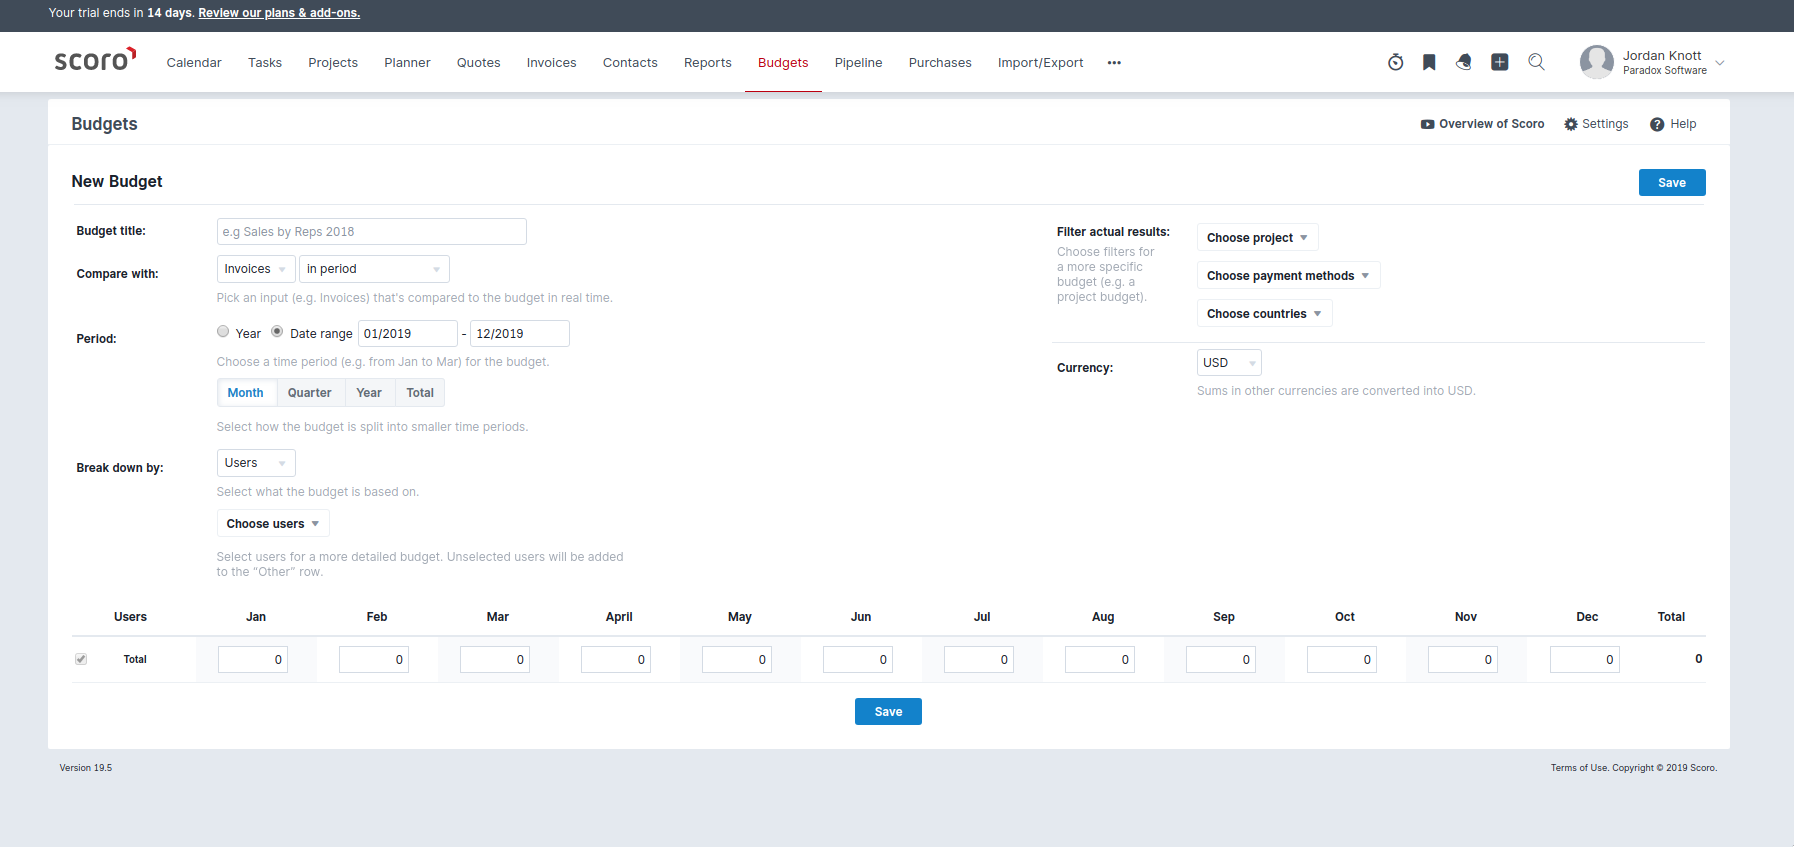 Your trial ends in 14 days. Review our plans & add-ons.
scoro
Calendar Tasks Projects Planner Quotes Invoices Contacts Reports Budgets Pipeline Purchases Import/Export •••
Jordan Knott
Paradox Software
Budgets
Overview of Scoro Settings Help
New Budget
Save
Budget title:
e.g Sales by Reps 2018
Compare with:
Invoices in period
Pick an input (e.g. Invoices) that's compared to the budget in real time.
Period:
Year Date range 01/2019 - 12/2019
Choose a time period (e.g. from Jan to Mar) for the budget.
Month Quarter Year Total
Select how the budget is split into smaller time periods.
Break down by:
Users
Select what the budget is based on.
Choose users
Select users for a more detailed budget. Unselected users will be added
to the “Other” row.
Filter actual results:
Choose filters for
a more specific
budget (e.g. a
project budget).
Choose project
Choose payment methods
Choose countries
Currency:
USD
Sums in other currencies are converted into USD.
Users Jan Feb Mar April May Jun Jul Aug Sep Oct Nov Dec Total
Total 0 0 0 0 0 0 0 0 0 0 0 0 0
Save
Version 19.5
Terms of Use. Copyright © 2019 Scoro.